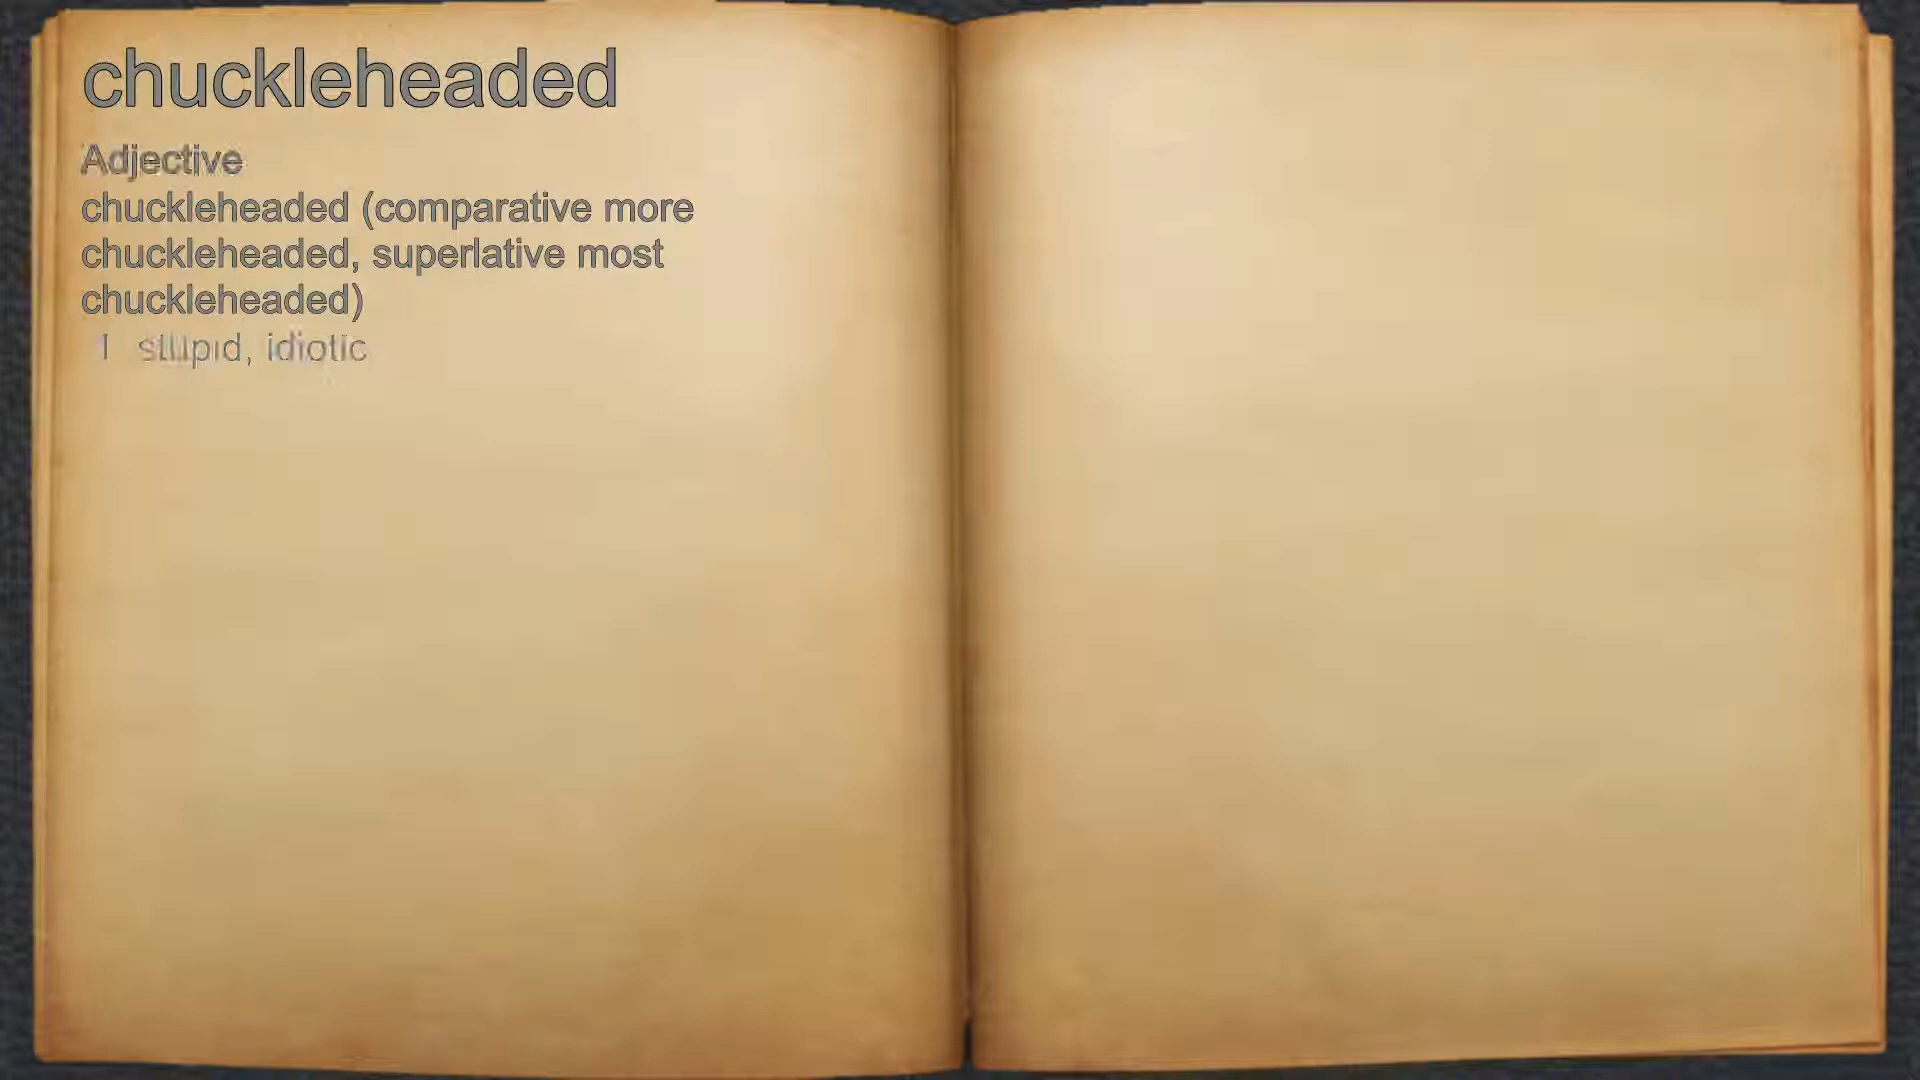 chuckleheaded
Adjective
chuckleheaded (comparative more
chuckleheaded, superlative most
chuckleheaded)
1 stupid, idiotic